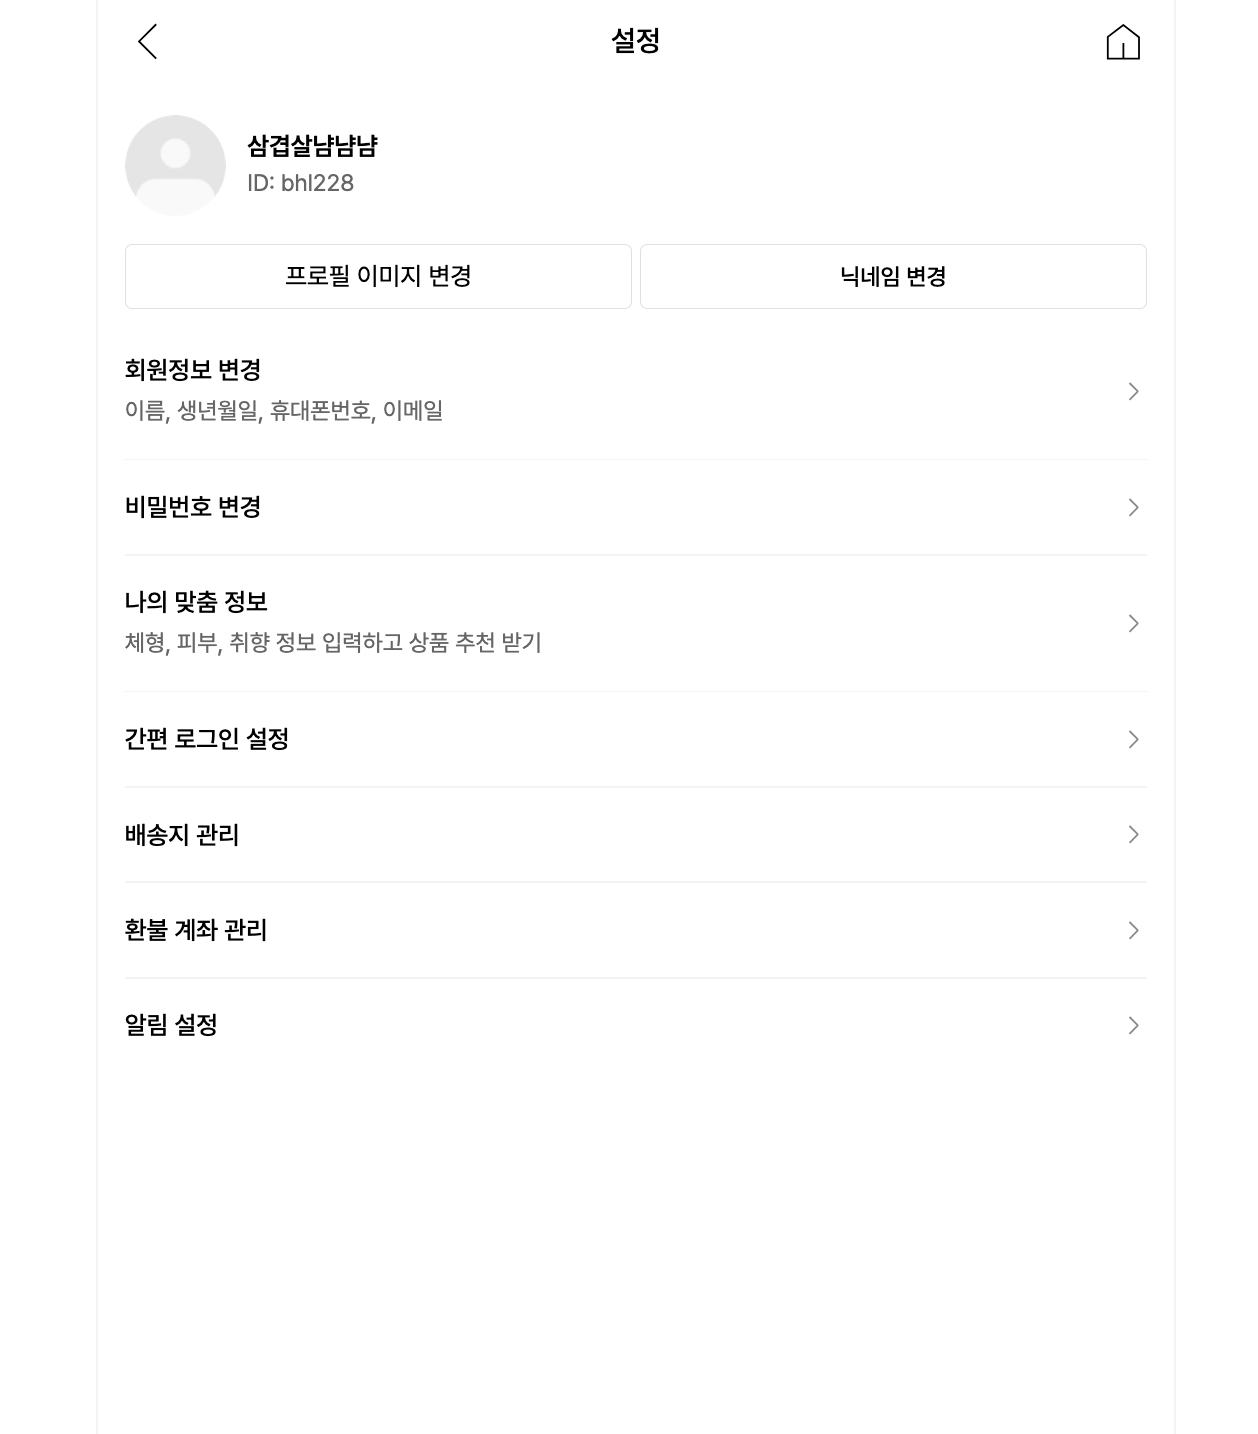 설정
삼겹살냠냠냠
ID: bhl228
프로필 이미지 변경
닉네임 변경
회원정보 변경
이름, 생년월일, 휴대폰번호, 이메일
비밀번호 변경
나의 맞춤 정보
체형, 피부, 취향 정보 입력하고 상품 추천 받기
간편 로그인 설정
배송지 관리
환불 계좌 관리
알림 설정